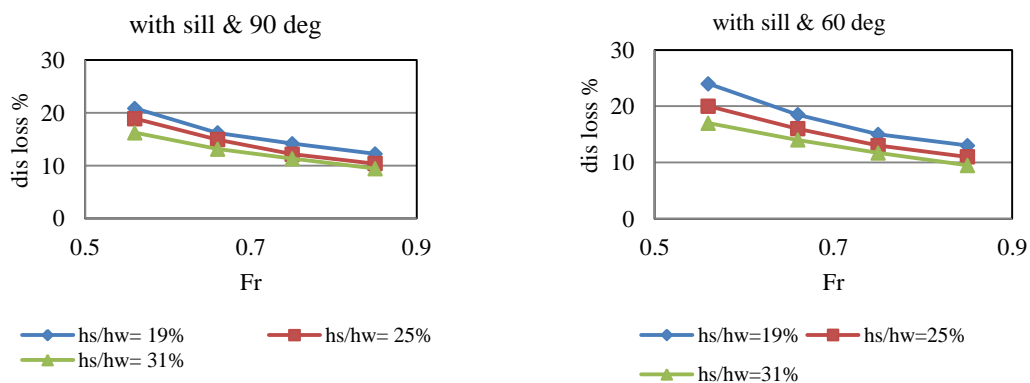 with sill & 90 deg
30
20
10
0
dis loss %
0.5 0.7 0.9
Fr
hs/hw= 19% hs/hw= 25%
hs/hw= 31%
with sill & 60 deg
30
20
10
0
dis loss %
0.5 0.7 0.9
Fr
hs/hw=19% hs/hw=25%
hs/hw=31%